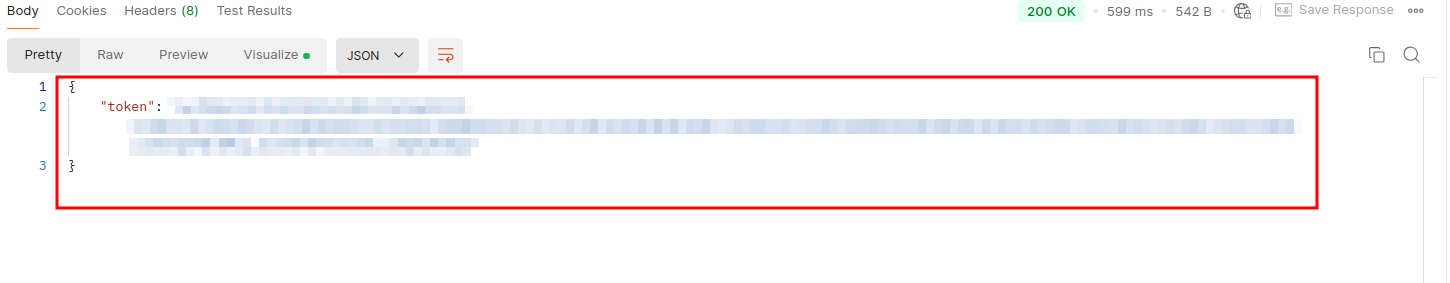 Body Cookies Headers (8) Test Results 200 OK • 599 ms • 542 B e.g. Save Response
Pretty Raw Preview Visualize JSON
1 {
2 "token":
3 }